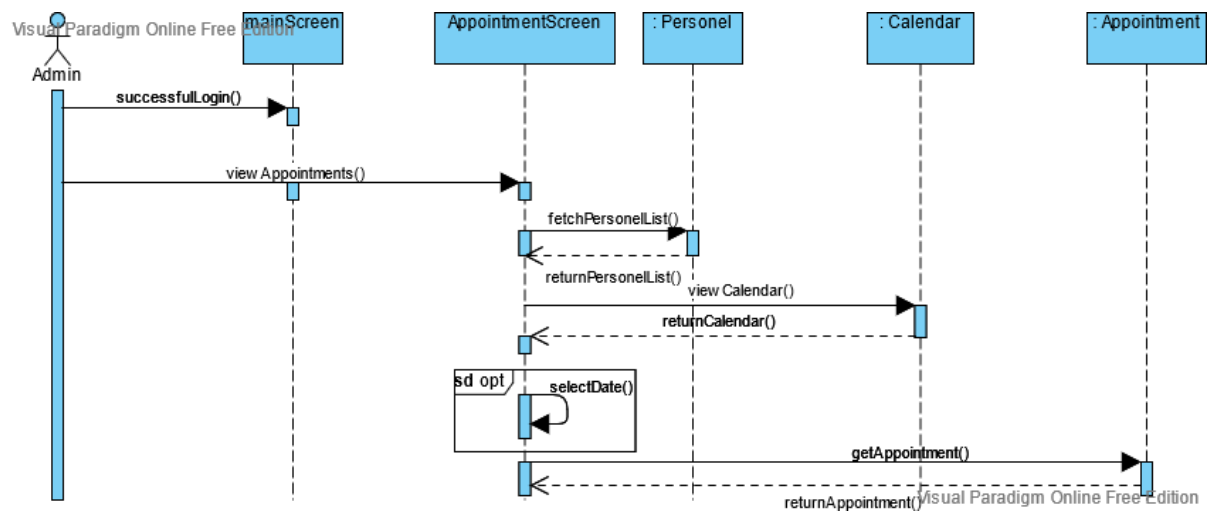 mainScreen
AppointmentScreen
: Personel
: Calendar
: Appointment
Visual Paradigm Online Free Edition
Admin
successfulLogin()
view Appointments()
fetchPersonelList()
returnPersonelList()
view Calendar()
returnCalendar()
sd opt
selectDate()
getAppointment()
returnAppointment()
Visual Paradigm Online Free Edition